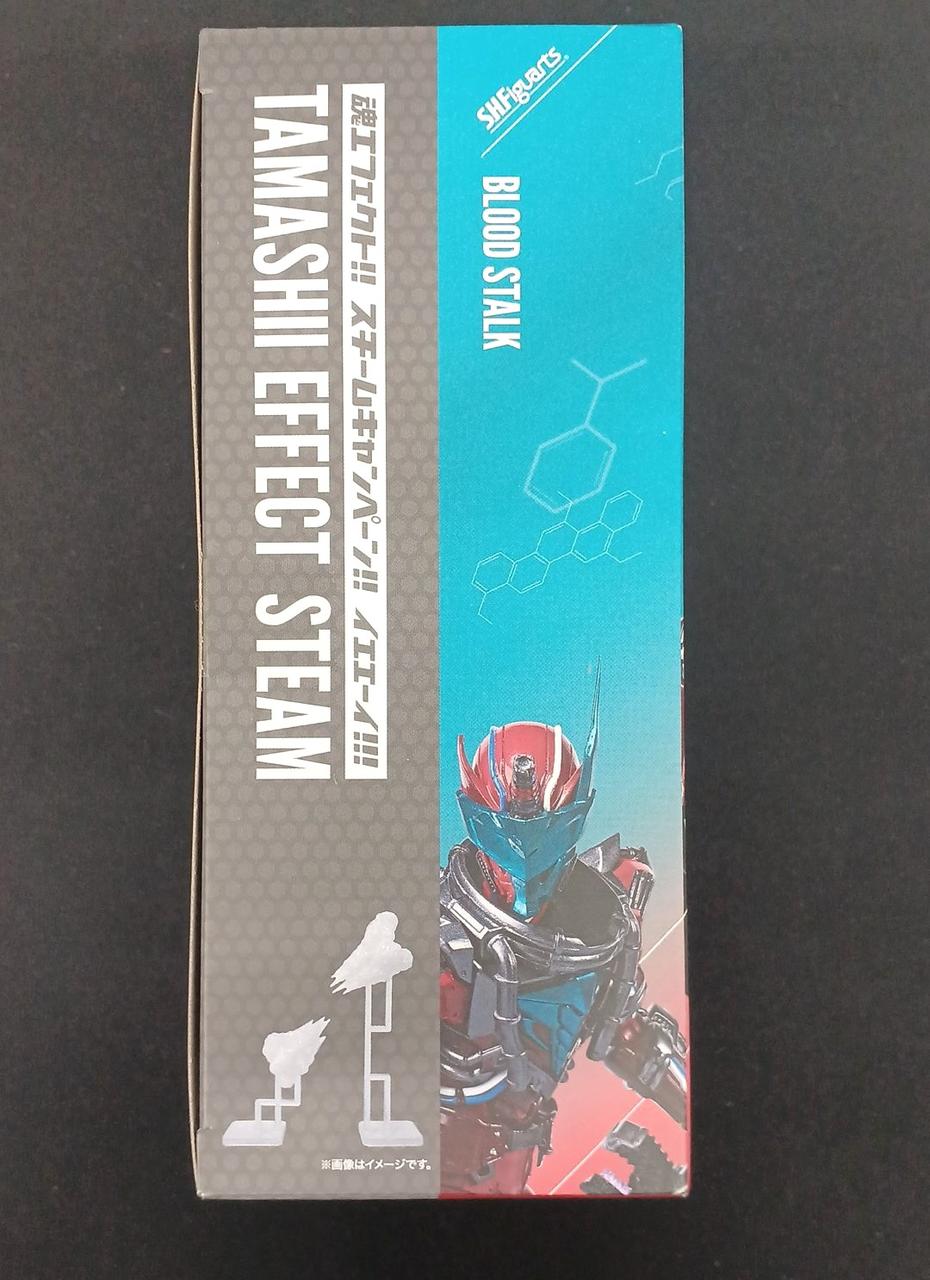 S.H.Figuarts
BLOOD STALK
魂エフェクト!! スチームキャンペーン!! イエエーイ!!!
TAMASHII EFFECT STEAM
※画像はイメージです。